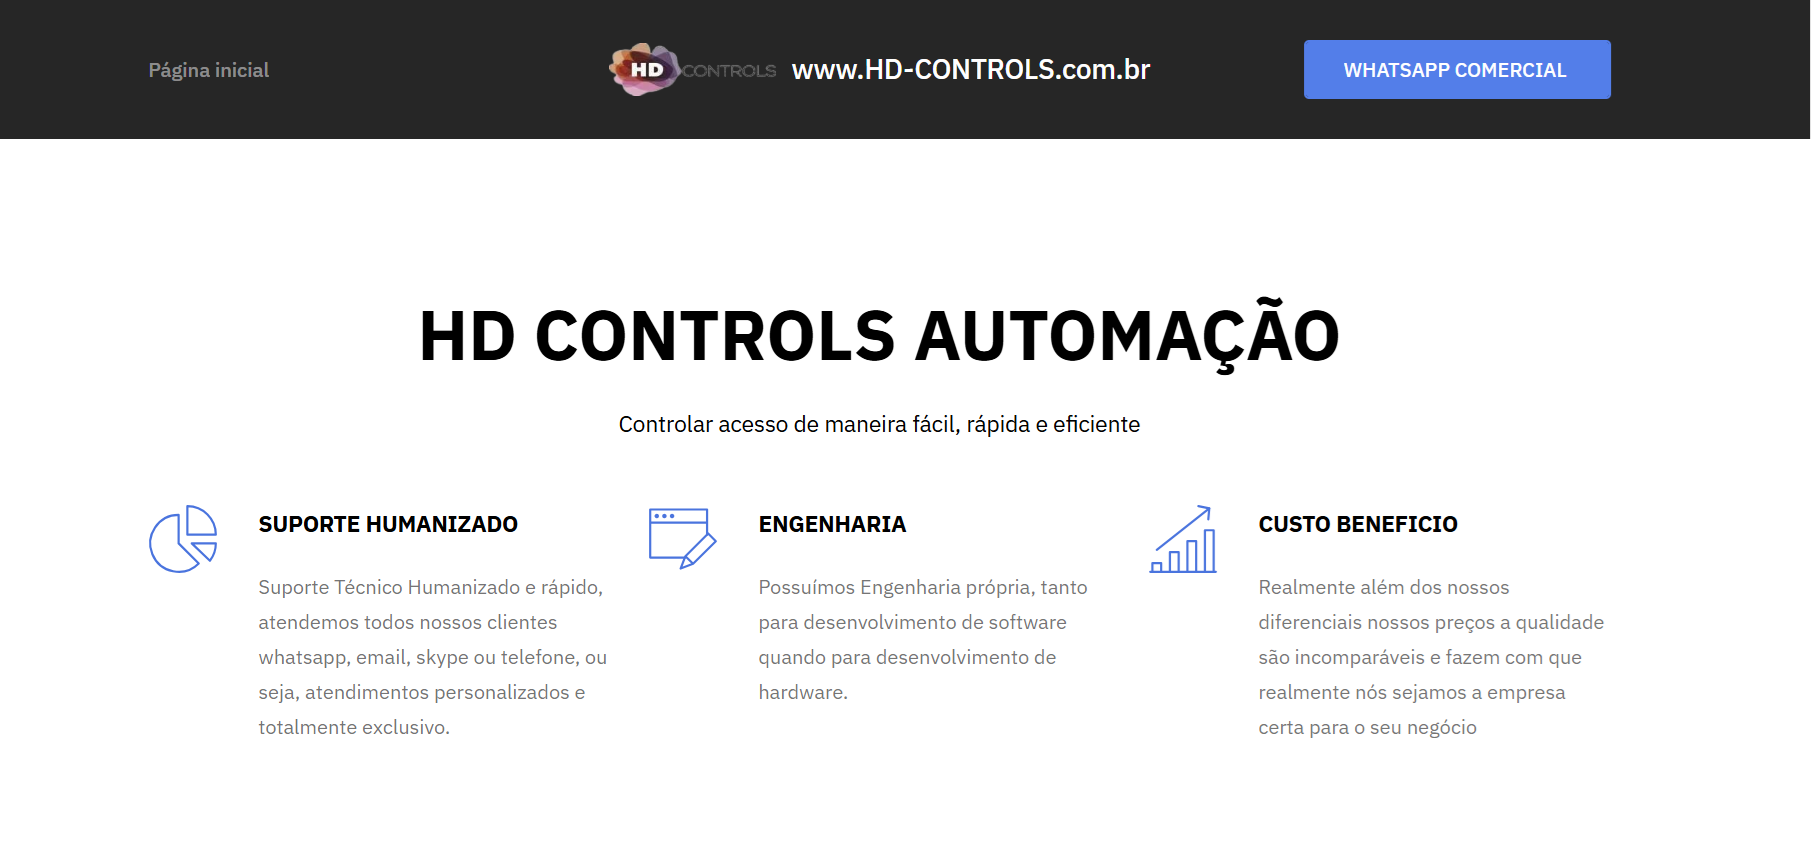 Página inicial
HD CONTROLS
www.HD-CONTROLS.com.br
WHATSAPP COMERCIAL
HD CONTROLS AUTOMAÇÃO
Controlar acesso de maneira fácil, rápida e eficiente
SUPORTE HUMANIZADO
Suporte Técnico Humanizado e rápido,
atendemos todos nossos clientes
whatsapp, email, skype ou telefone, ou
seja, atendimentos personalizados e
totalmente exclusivo.
ENGENHARIA
Possuímos Engenharia própria, tanto
para desenvolvimento de software
quando para desenvolvimento de
hardware.
CUSTO BENEFICIO
Realmente além dos nossos
diferenciais nossos preços a qualidade
são incomparáveis e fazem com que
realmente nós sejamos a empresa
certa para o seu negócio